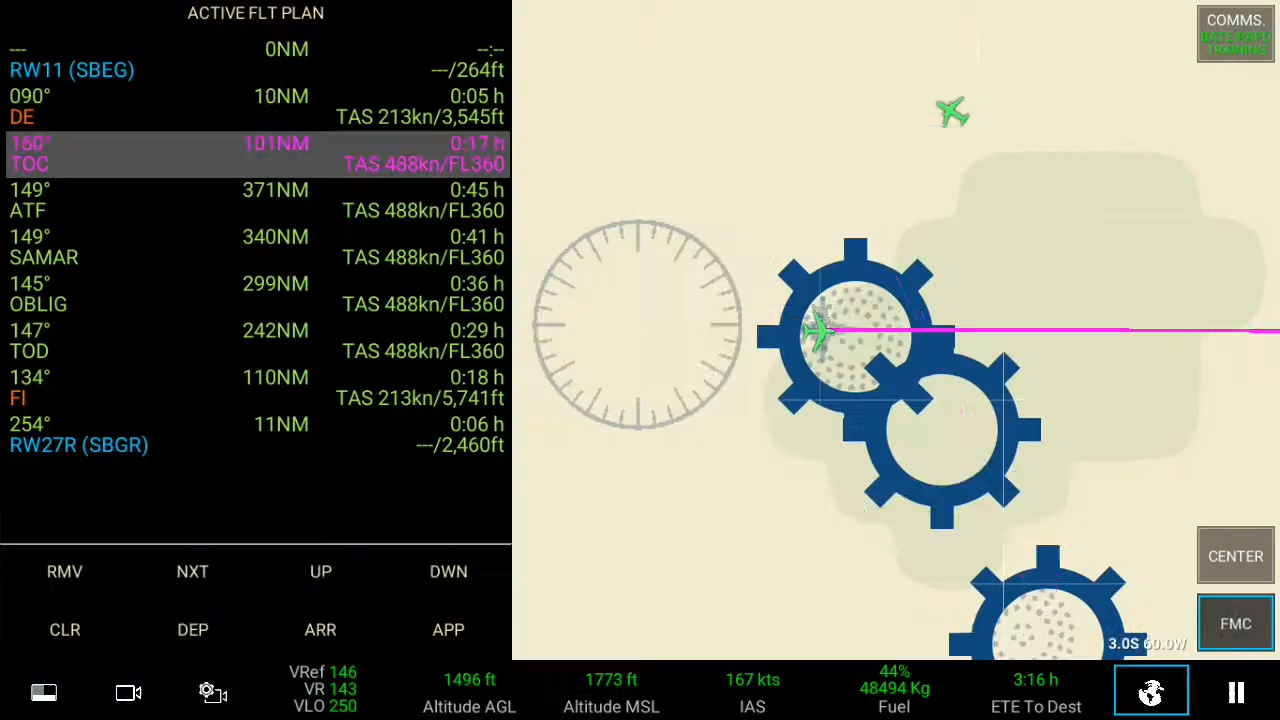 ACTIVE FLT PLAN
--- 0NM --:--
RW11 (SBEG) ---/264ft
090° 10NM 0:05 h
DE TAS 213kn/3,545ft
160° 101NM 0:17 h
TOC TAS 488kn/FL360
149° 371NM 0:45 h
ATF TAS 488kn/FL360
149° 340NM 0:41 h
SAMAR TAS 488kn/FL360
145° 299NM 0:36 h
OBLIG TAS 488kn/FL360
147° 242NM 0:29 h
TOD TAS 488kn/FL360
134° 110NM 0:18 h
FI TAS 213kn/5,741ft
254° 11NM 0:06 h
RW27R (SBGR) ---/2,460ft
RMV NXT UP DWN
CLR DEP ARR APP
COMMS.
BATE PAPO
TRAINING
CENTER
FMC
3.0S 60.0W
VRef 146
VR 143
VLO 250
1496 ft
Altitude AGL
1773 ft
Altitude MSL
167 kts
IAS
44%
48494 Kg
Fuel
3:16 h
ETE To Dest